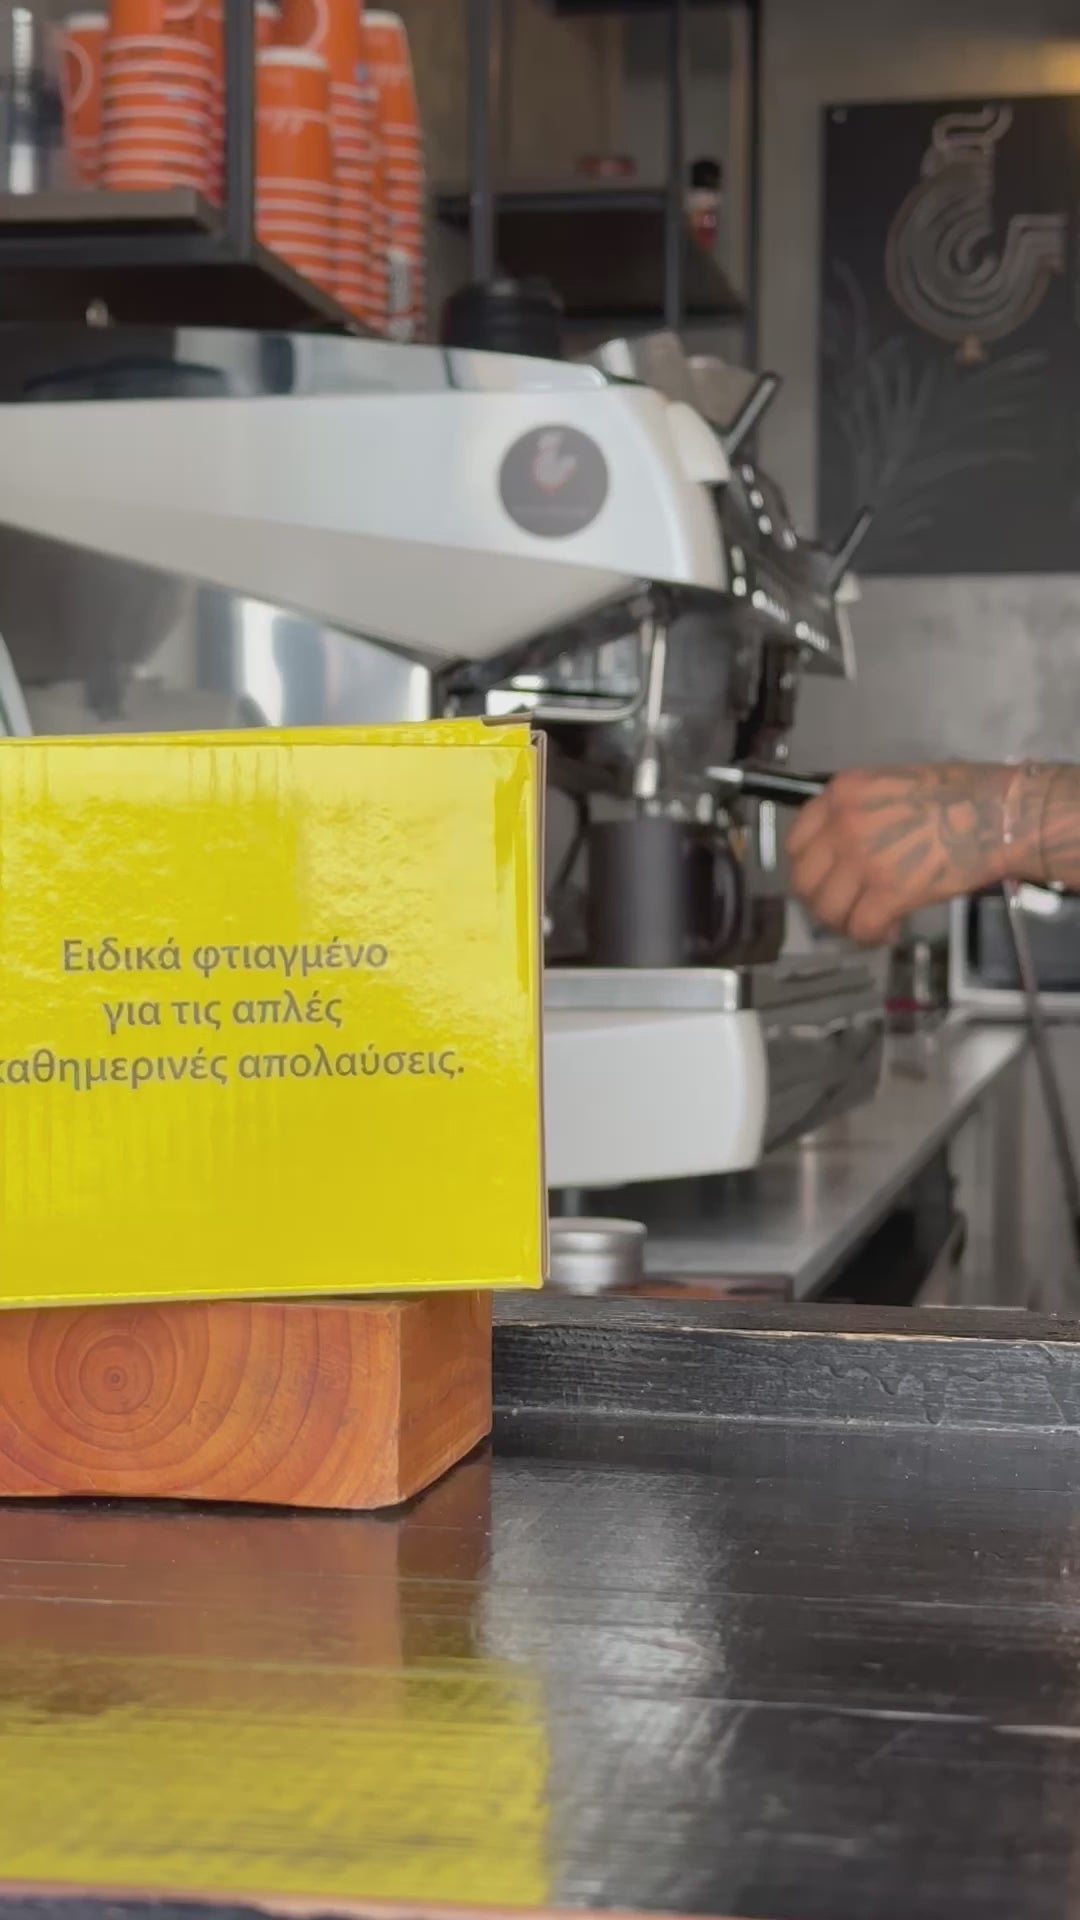 Ειδικά φτιαγμένο
για τις απλές
καθημερινές απολαύσεις.